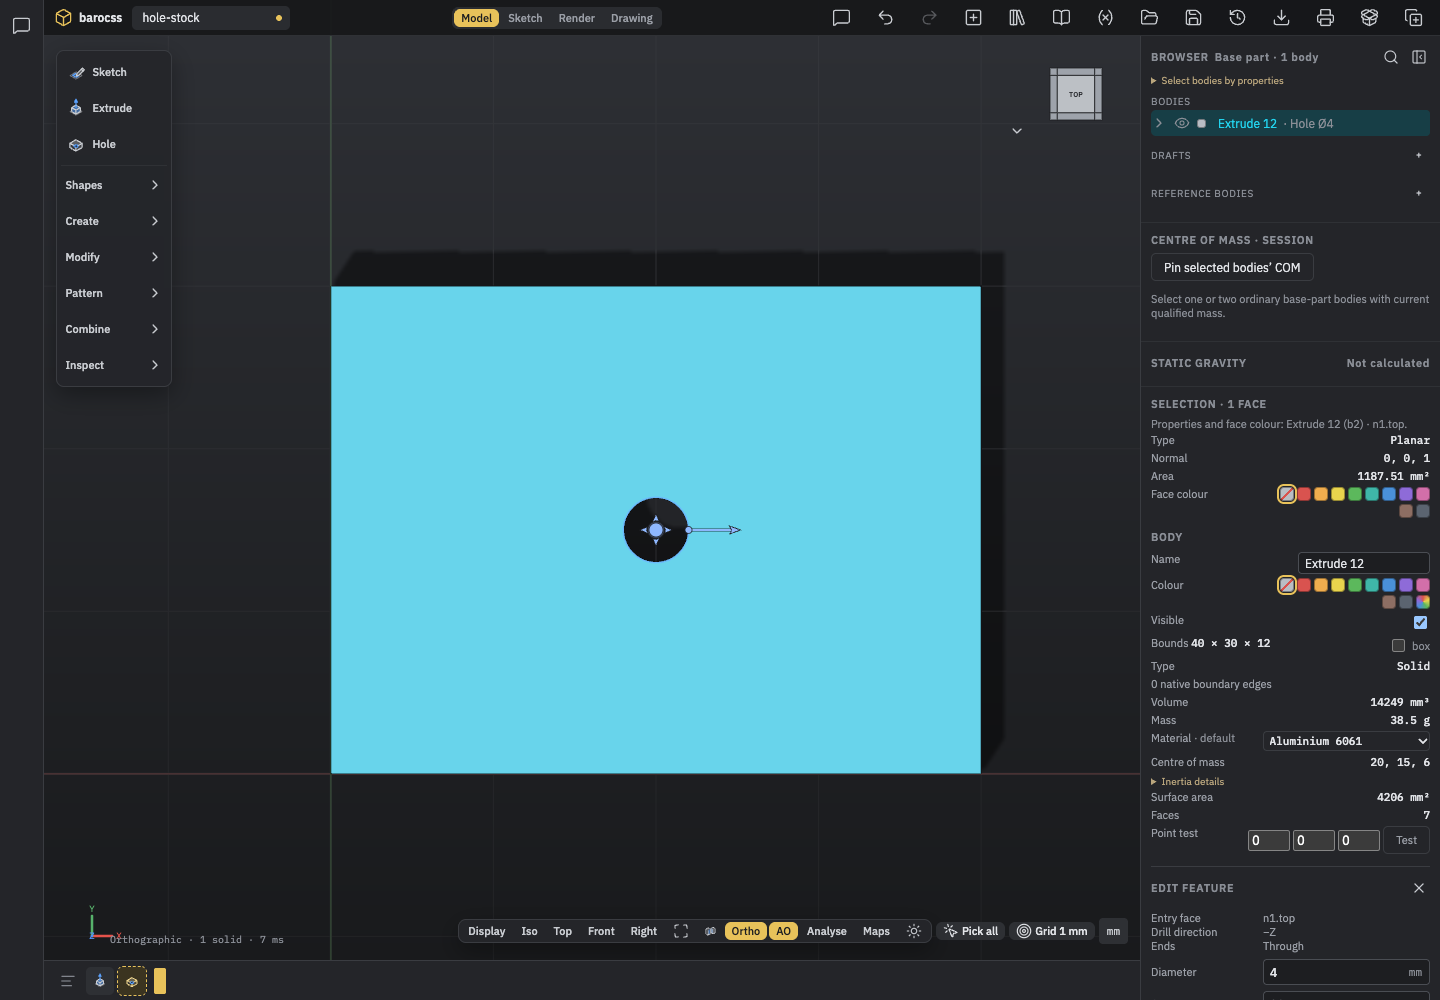 barocss
hole-stock
Model Sketch Render Drawing
Sketch
Extrude
Hole
Shapes
Create
Modify
Pattern
Combine
Inspect
TOP
BROWSER Base part · 1 body
Select bodies by properties
BODIES
Extrude 12 · Hole Ø4
DRAFTS +
REFERENCE BODIES +
CENTRE OF MASS · SESSION
Pin selected bodies’ COM
Select one or two ordinary base-part bodies with current
qualified mass.
STATIC GRAVITY Not calculated
SELECTION · 1 FACE
Properties and face colour: Extrude 12 (b2) · n1.top.
Type Planar
Normal 0, 0, 1
Area 1187.51 mm²
Face colour
BODY
Name Extrude 12
Colour
Visible
Bounds 40 × 30 × 12 box
Type Solid
0 native boundary edges
Volume 14249 mm³
Mass 38.5 g
Material · default Aluminium 6061
Centre of mass 20, 15, 6
Inertia details
Surface area 4206 mm²
Faces 7
Point test 0 0 0 Test
EDIT FEATURE
Entry face n1.top
Drill direction −Z
Ends Through
Diameter 4 mm
Y
Z X
Orthographic · 1 solid · 7 ms
Display Iso Top Front Right Ortho AO Analyse Maps Pick all Grid 1 mm mm